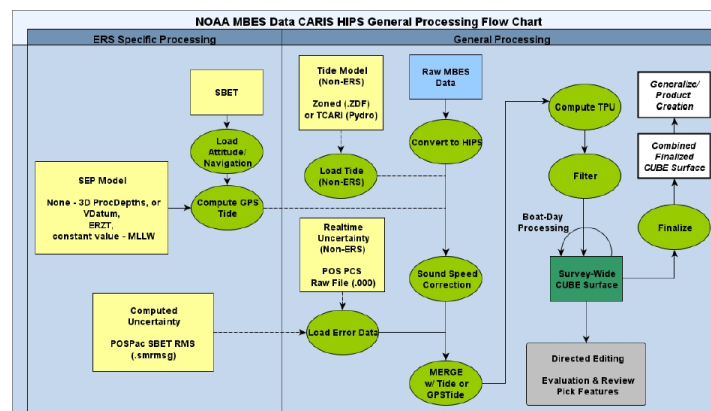 NOAA MBES Data CARIS HIPS General Processing Flow Chart
ERS Specific Processing
General Processing
SBET
Load
Attitude/
Navigation
SEP Model
None - 3D ProcDepths, or
VDatum,
ERZT,
constant value - MLLW
Compute GPS
Tide
Computed
Uncertainty
POSPac SBET RMS
(.smrmsg)
Tide Model
(Non-ERS)
Zoned (.ZDF)
or TCARI (Pydro)
Load Tide
(Non-ERS)
Raw MBES
Data
Convert to HIPS
Realtime
Uncertainty
(Non-ERS)
POS PCS
Raw File (.000)
Load Error Data
Sound Speed
Correction
MERGE
w/ Tide or
GPSTide
Compute TPU
Filter
Boat-Day
Processing
Survey-Wide
CUBE Surface
Directed Editing
Evaluation & Review
Pick Features
Finalize
Combined
Finalized
CUBE Surface
Generalize/
Product
Creation